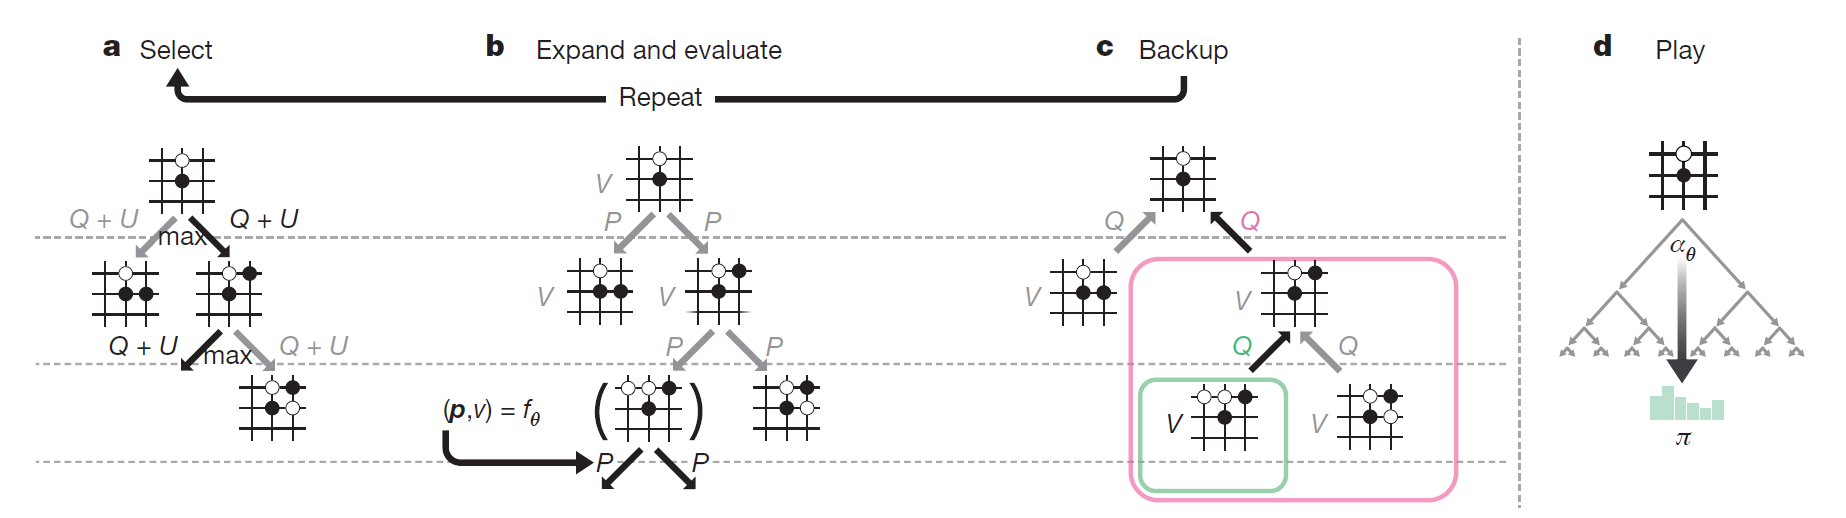 a Select
b Expand and evaluate
c Backup
d Play
Repeat
Q + U
max
Q + U
Q + U
max
Q + U
V
P
P
V
V
P
P
(p,v) = fθ
P
P
Q
Q
V
V
Q
Q
V
V
αθ
π